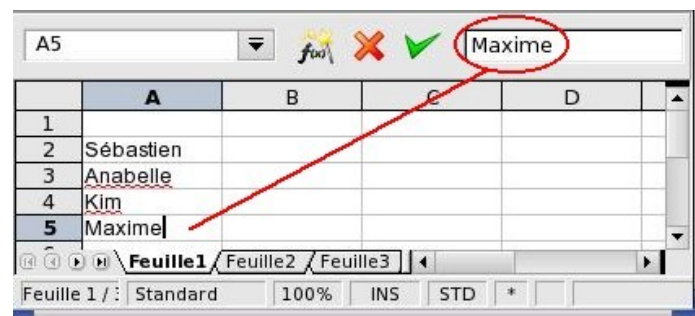 A5 f(x) Maxime
A B C D
1
2 Sébastien
3 Anabelle
4 Kim
5 Maxime
Feuille1 Feuille2 Feuille3
Feuille 1 / Standard 100% INS STD *